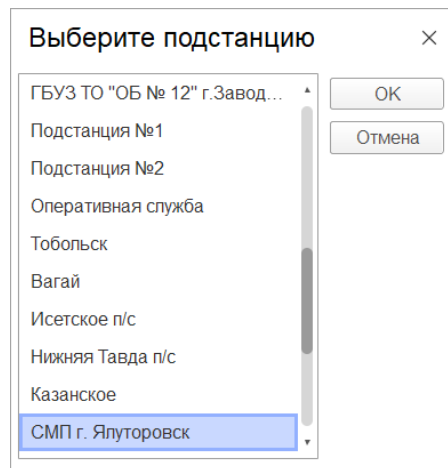 Выберите подстанцию
ГБУЗ ТО "ОБ № 12" г.Завод...
OK
Подстанция №1
Отмена
Подстанция №2
Оперативная служба
Тобольск
Вагай
Исетское п/с
Нижняя Тавда п/с
Казанское
СМП г. Ялуторовск